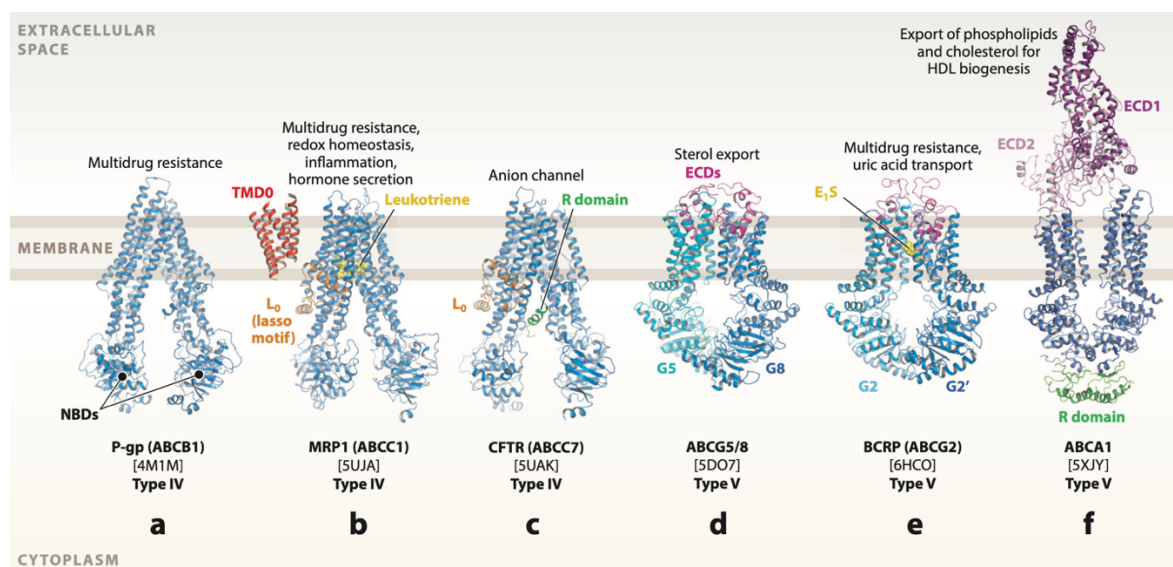 EXTRACELLULAR
SPACE
Export of phospholipids
and cholesterol for
HDL biogenesis
ECD1
ECD2
Multidrug resistance,
redox homeostasis,
inflammation,
hormone secretion
Multidrug resistance
TMD0
Leukotriene
Anion channel
R domain
Sterol export
ECDs
Multidrug resistance,
uric acid transport
E₁S
MEMBRANE
L₀
(lasso
motif)
L₀
NBDs
G5
G8
G2
G2’
R domain
P-gp (ABCB1)
[4M1M]
Type IV
MRP1 (ABCC1)
[5UJA]
Type IV
CFTR (ABCC7)
[5UAK]
Type IV
ABCG5/8
[5DO7]
Type V
BCRP (ABCG2)
[6HCO]
Type V
ABCA1
[5XJY]
Type V
a
b
c
d
e
f
CYTOPLASM